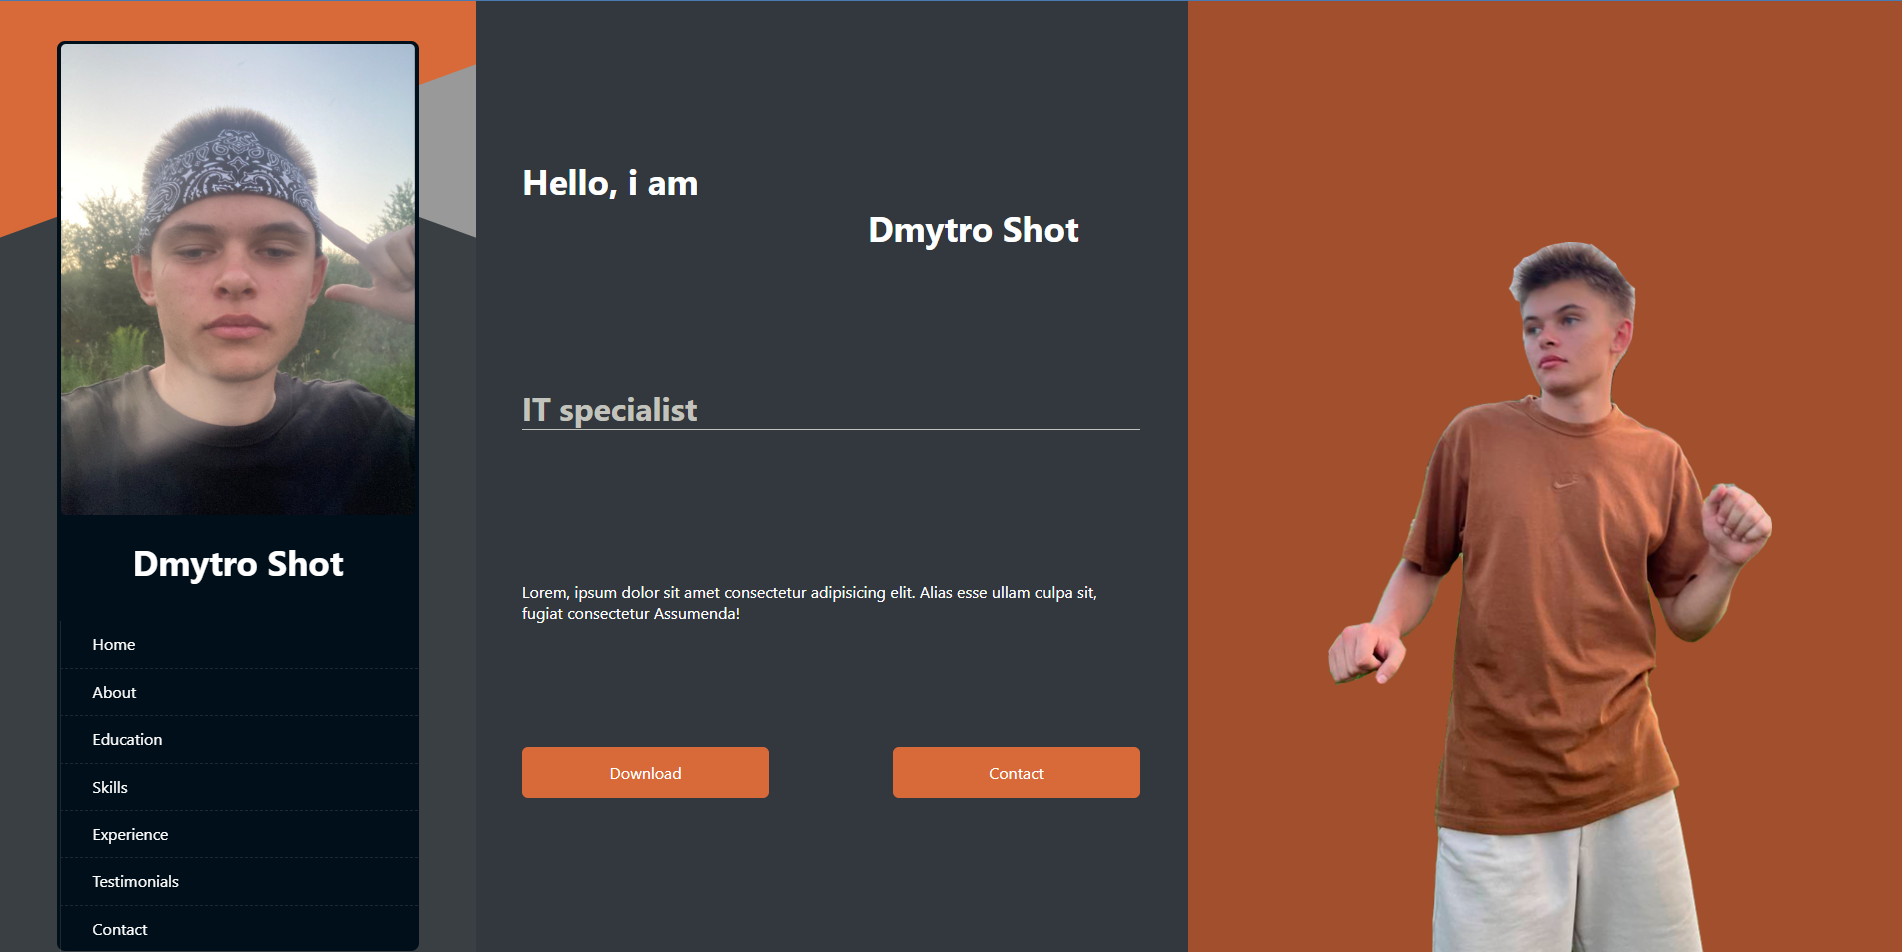 Dmytro Shot
Home
About
Education
Skills
Experience
Testimonials
Contact
Hello, i am
Dmytro Shot
IT specialist
Lorem, ipsum dolor sit amet consectetur adipisicing elit. Alias esse ullam culpa sit,
fugiat consectetur Assumenda!
Download
Contact